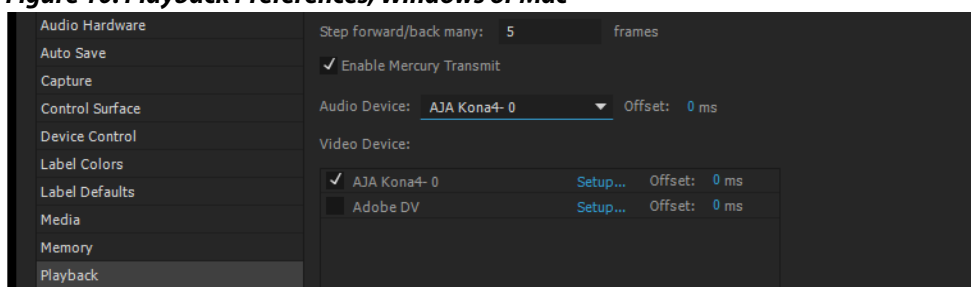 Figure 10. Playback Preferences, Windows or Mac
Audio Hardware
Auto Save
Capture
Control Surface
Device Control
Label Colors
Label Defaults
Media
Memory
Playback
Step forward/back many: 5 frames
Enable Mercury Transmit
Audio Device: AJA Kona4- 0 Offset: 0 ms
Video Device:
AJA Kona4- 0 Setup... Offset: 0 ms
Adobe DV Setup... Offset: 0 ms